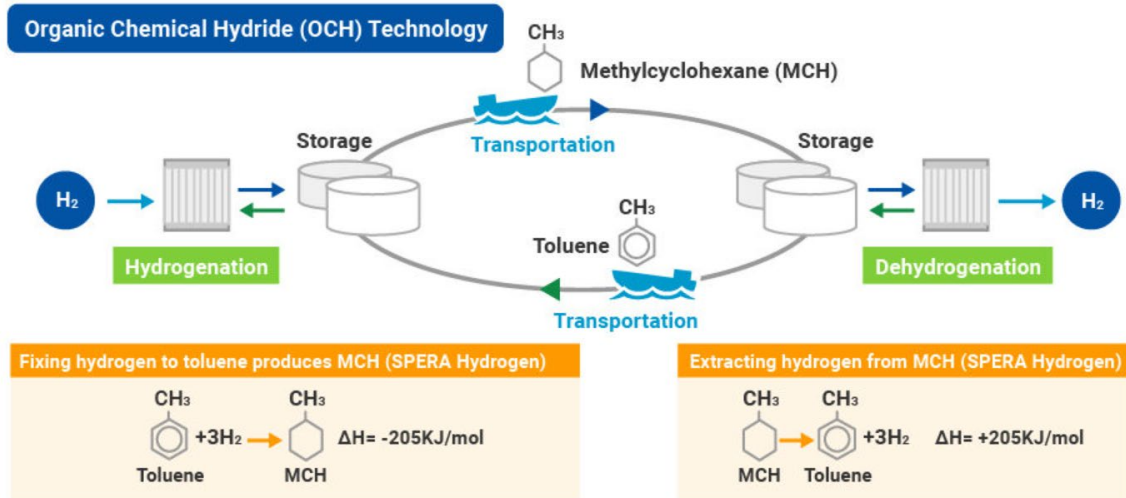 Organic Chemical Hydride (OCH) Technology
CH₃
Methylcyclohexane (MCH)
Storage
Transportation
Storage
H₂
H₂
CH₃
Toluene
Hydrogenation
Dehydrogenation
Transportation
Fixing hydrogen to toluene produces MCH (SPERA Hydrogen)
CH₃ CH₃
+3H₂ ΔH= -205KJ/mol
Toluene MCH
Extracting hydrogen from MCH (SPERA Hydrogen)
CH₃ CH₃
+3H₂ ΔH= +205KJ/mol
MCH Toluene